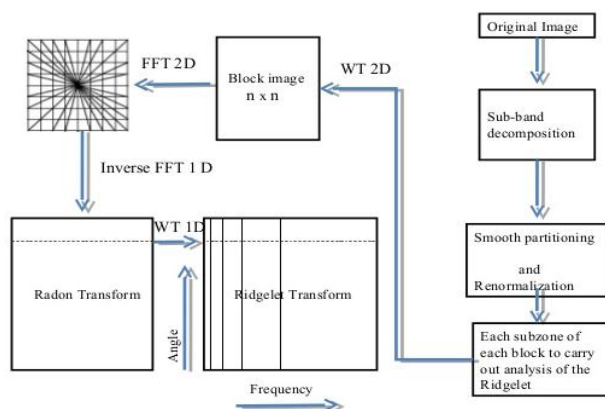 Original Image
Sub-band
decomposition
Smooth partitioning
and
Renormalization
Each subzone of
each block to carry
out analysis of the
Ridgelet
WT 2D
Block image
n x n
FFT 2D
Inverse FFT 1 D
Radon Transform
WT 1D
Ridgelet Transform
Angle
Frequency